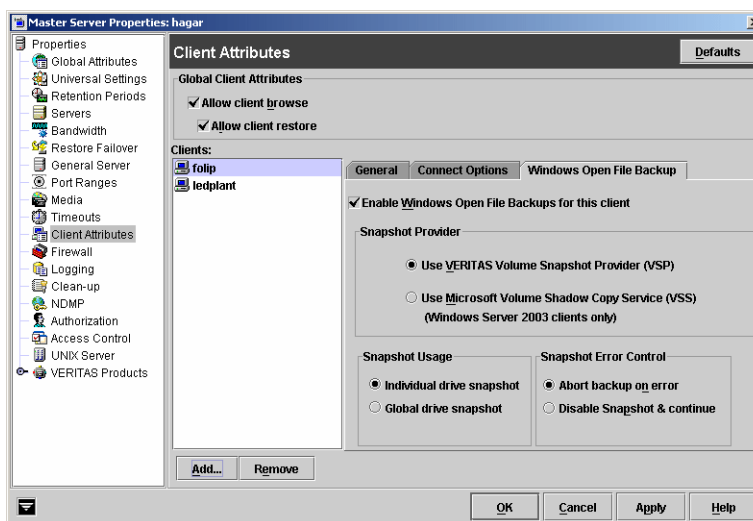 Master Server Properties: hagar
Properties
Global Attributes
Universal Settings
Retention Periods
Servers
Bandwidth
Restore Failover
General Server
Port Ranges
Media
Timeouts
Client Attributes
Firewall
Logging
Clean-up
NDMP
Authorization
Access Control
UNIX Server
VERITAS Products
Client Attributes
Defaults
Global Client Attributes
Allow client browse
Allow client restore
Clients:
folip
ledplant
General
Connect Options
Windows Open File Backup
Enable Windows Open File Backups for this client
Snapshot Provider
Use VERITAS Volume Snapshot Provider (VSP)
Use Microsoft Volume Shadow Copy Service (VSS)
(Windows Server 2003 clients only)
Snapshot Usage
Individual drive snapshot
Global drive snapshot
Snapshot Error Control
Abort backup on error
Disable Snapshot & continue
Add...
Remove
OK
Cancel
Apply
Help